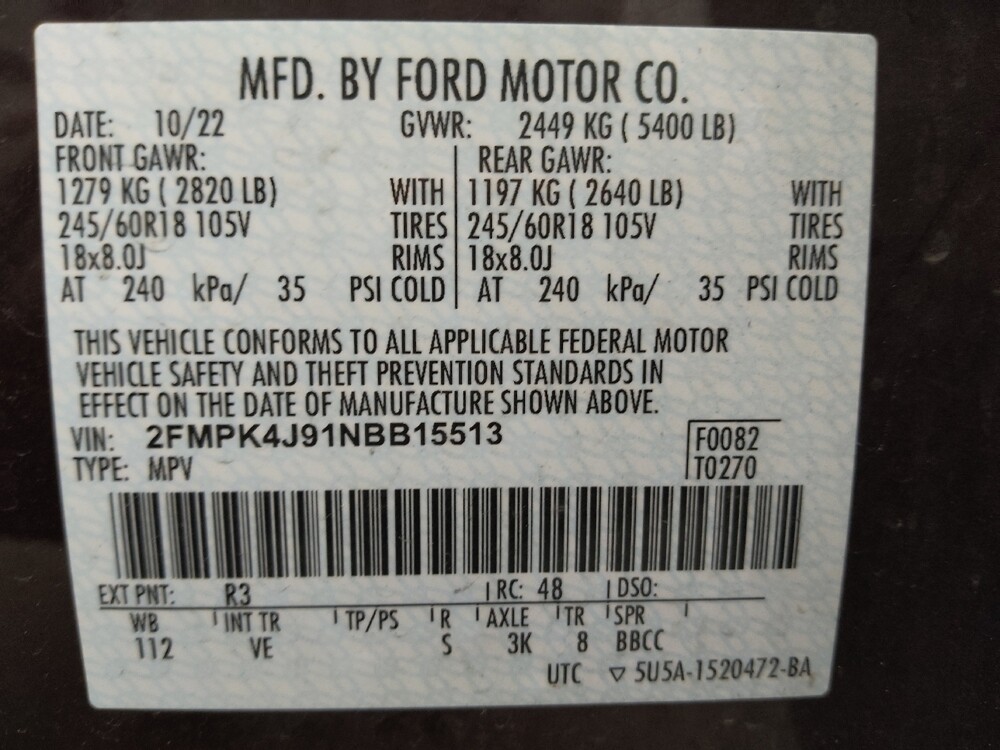 MFD. BY FORD MOTOR CO.
DATE: 10/22 GVWR: 2449 KG ( 5400 LB)
FRONT GAWR: REAR GAWR:
1279 KG ( 2820 LB) WITH 1197 KG ( 2640 LB) WITH
245/60R18 105V TIRES 245/60R18 105V TIRES
18x8.0J RIMS 18x8.0J RIMS
AT 240 kPa/ 35 PSI COLD AT 240 kPa/ 35 PSI COLD
THIS VEHICLE CONFORMS TO ALL APPLICABLE FEDERAL MOTOR
VEHICLE SAFETY AND THEFT PREVENTION STANDARDS IN
EFFECT ON THE DATE OF MANUFACTURE SHOWN ABOVE.
VIN: 2FMPK4J91NBB15513 F0082
TYPE: MPV T0270
EXT PNT: R3 RC: 48 DSO:
WB INT TR TP/PS R AXLE TR SPR
112 VE S 3K 8 BBCC
UTC ▽ 5U5A-1520472-BA